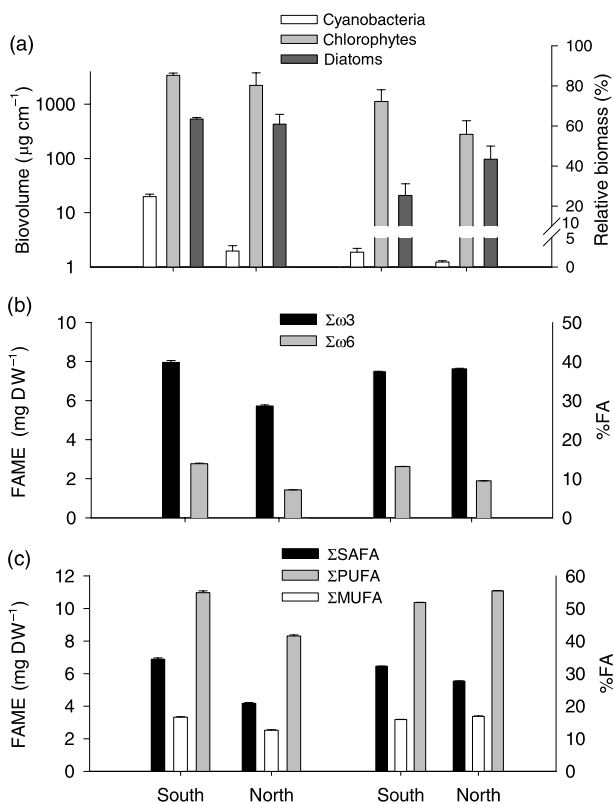 (a)
Cyanobacteria
Chlorophytes
Diatoms
Biovolume (μg cm⁻¹)
1000
100
10
1
100
80
60
40
20
10
5
0
Relative biomass (%)
(b)
Σω3
Σω6
FAME (mg DW⁻¹)
10
8
6
4
2
0
50
40
30
20
10
0
%FA
(c)
ΣSAFA
ΣPUFA
ΣMUFA
FAME (mg DW⁻¹)
12
10
8
6
4
2
0
60
50
40
30
20
10
0
%FA
South North South North